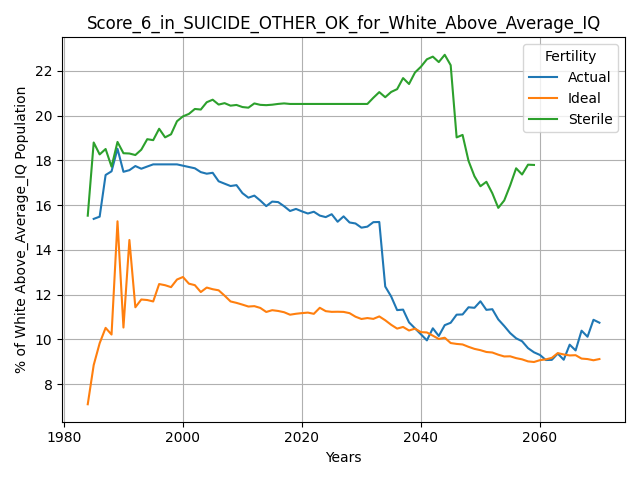 Score_6_in_SUICIDE_OTHER_OK_for_White_Above_Average_IQ
Fertility
Actual
Ideal
Sterile
% of White Above_Average_IQ Population
22
20
18
16
14
12
10
8
1980 2000 2020 2040 2060
Years